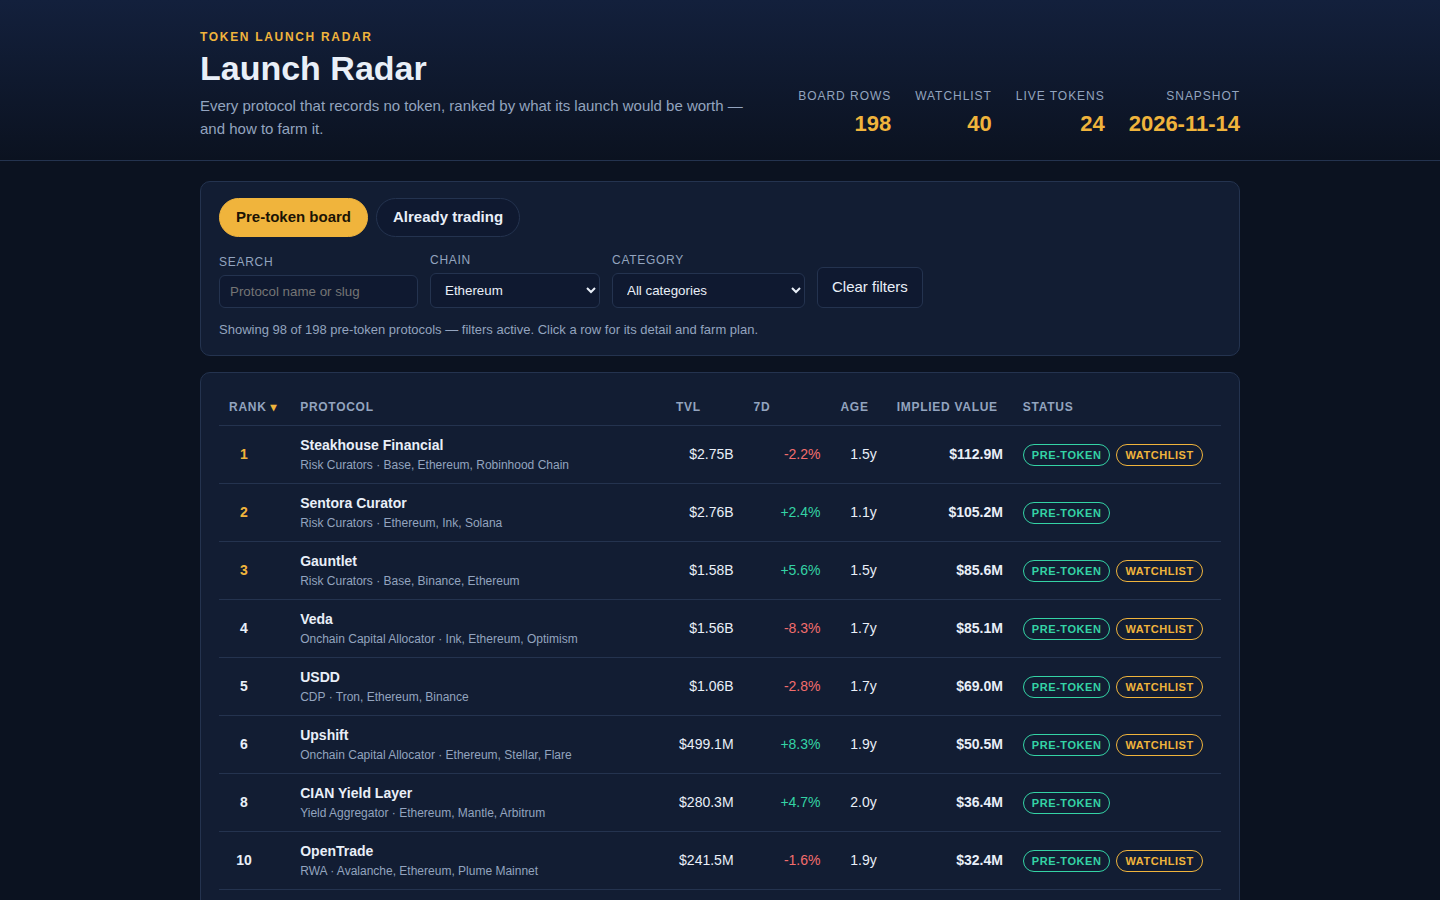 TOKEN LAUNCH RADAR
Launch Radar
Every protocol that records no token, ranked by what its launch would be worth —
and how to farm it.
BOARD ROWS WATCHLIST LIVE TOKENS SNAPSHOT
198 40 24 2026-11-14
Pre-token board Already trading
SEARCH CHAIN CATEGORY
Protocol name or slug Ethereum All categories Clear filters
Showing 98 of 198 pre-token protocols — filters active. Click a row for its detail and farm plan.
RANK ▼ PROTOCOL TVL 7D AGE IMPLIED VALUE STATUS
1 Steakhouse Financial $2.75B -2.2% 1.5y $112.9M PRE-TOKEN WATCHLIST
Risk Curators · Base, Ethereum, Robinhood Chain
2 Sentora Curator $2.76B +2.4% 1.1y $105.2M PRE-TOKEN
Risk Curators · Ethereum, Ink, Solana
3 Gauntlet $1.58B +5.6% 1.5y $85.6M PRE-TOKEN WATCHLIST
Risk Curators · Base, Binance, Ethereum
4 Veda $1.56B -8.3% 1.7y $85.1M PRE-TOKEN WATCHLIST
Onchain Capital Allocator · Ink, Ethereum, Optimism
5 USDD $1.06B -2.8% 1.7y $69.0M PRE-TOKEN WATCHLIST
CDP · Tron, Ethereum, Binance
6 Upshift $499.1M +8.3% 1.9y $50.5M PRE-TOKEN WATCHLIST
Onchain Capital Allocator · Ethereum, Stellar, Flare
8 CIAN Yield Layer $280.3M +4.7% 2.0y $36.4M PRE-TOKEN
Yield Aggregator · Ethereum, Mantle, Arbitrum
10 OpenTrade $241.5M -1.6% 1.9y $32.4M PRE-TOKEN WATCHLIST
RWA · Avalanche, Ethereum, Plume Mainnet